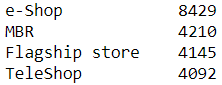 e-Shop 8429
MBR 4210
Flagship store 4145
TeleShop 4092